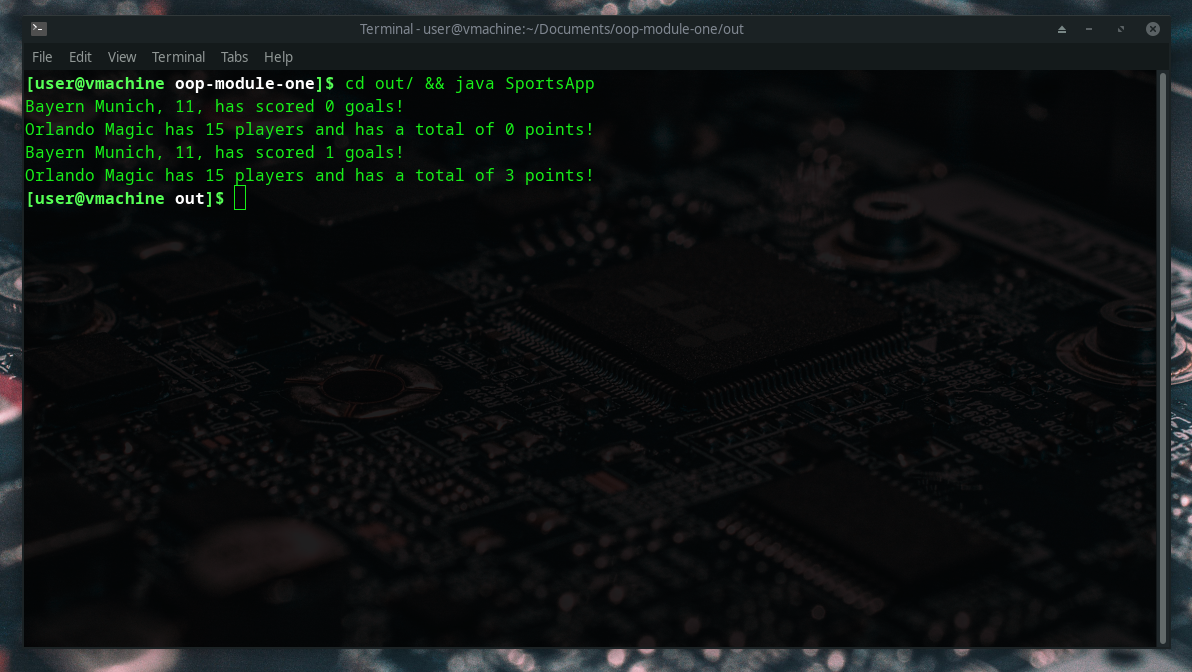 Terminal - user@vmachine:~/Documents/oop-module-one/out
File Edit View Terminal Tabs Help
[user@vmachine oop-module-one]$ cd out/ && java SportsApp
Bayern Munich, 11, has scored 0 goals!
Orlando Magic has 15 players and has a total of 0 points!
Bayern Munich, 11, has scored 1 goals!
Orlando Magic has 15 players and has a total of 3 points!
[user@vmachine out]$